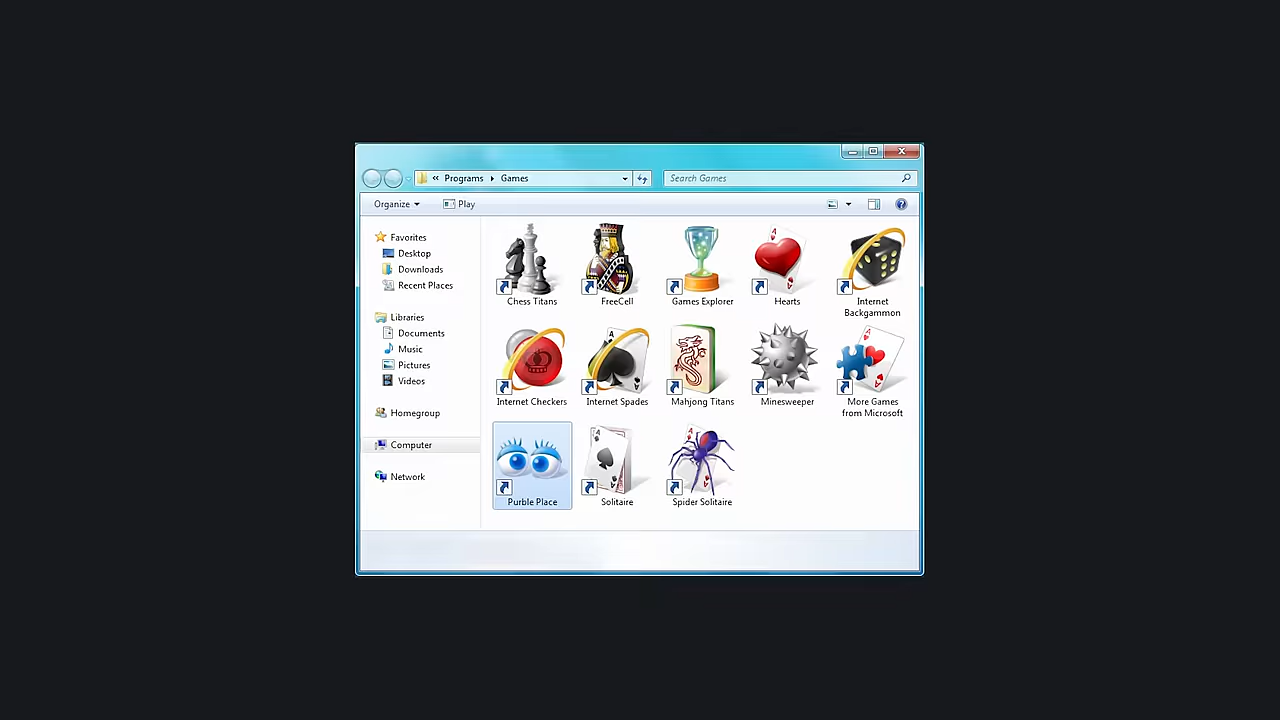 « Programs Games
Search Games
Organize Play
Favorites
Desktop
Downloads
Recent Places
Libraries
Documents
Music
Pictures
Videos
Homegroup
Computer
Network
Chess Titans
FreeCell
Games Explorer
Hearts
Internet
Backgammon
Internet Checkers
Internet Spades
Mahjong Titans
Minesweeper
More Games
from Microsoft
Purble Place
Solitaire
Spider Solitaire